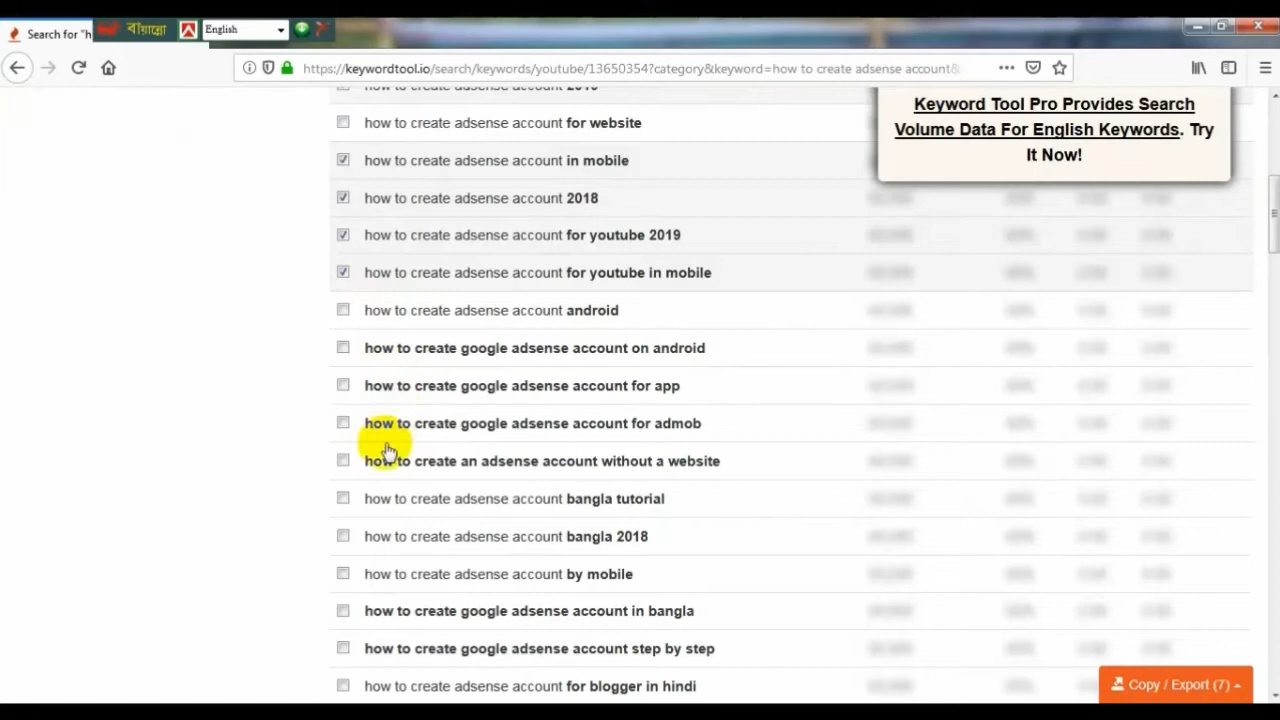 Search for "h
বায়ান্নো
English
https://keywordtool.io/search/keywords/youtube/13650354?category&keyword=how to create adsense account&
how to create adsense account for website
how to create adsense account in mobile
how to create adsense account 2018
how to create adsense account for youtube 2019
how to create adsense account for youtube in mobile
how to create adsense account android
how to create google adsense account on android
how to create google adsense account for app
how to create google adsense account for admob
how to create an adsense account without a website
how to create adsense account bangla tutorial
how to create adsense account bangla 2018
how to create adsense account by mobile
how to create google adsense account in bangla
how to create google adsense account step by step
how to create adsense account for blogger in hindi
Keyword Tool Pro Provides Search
Volume Data For English Keywords. Try
It Now!
Copy / Export (7)